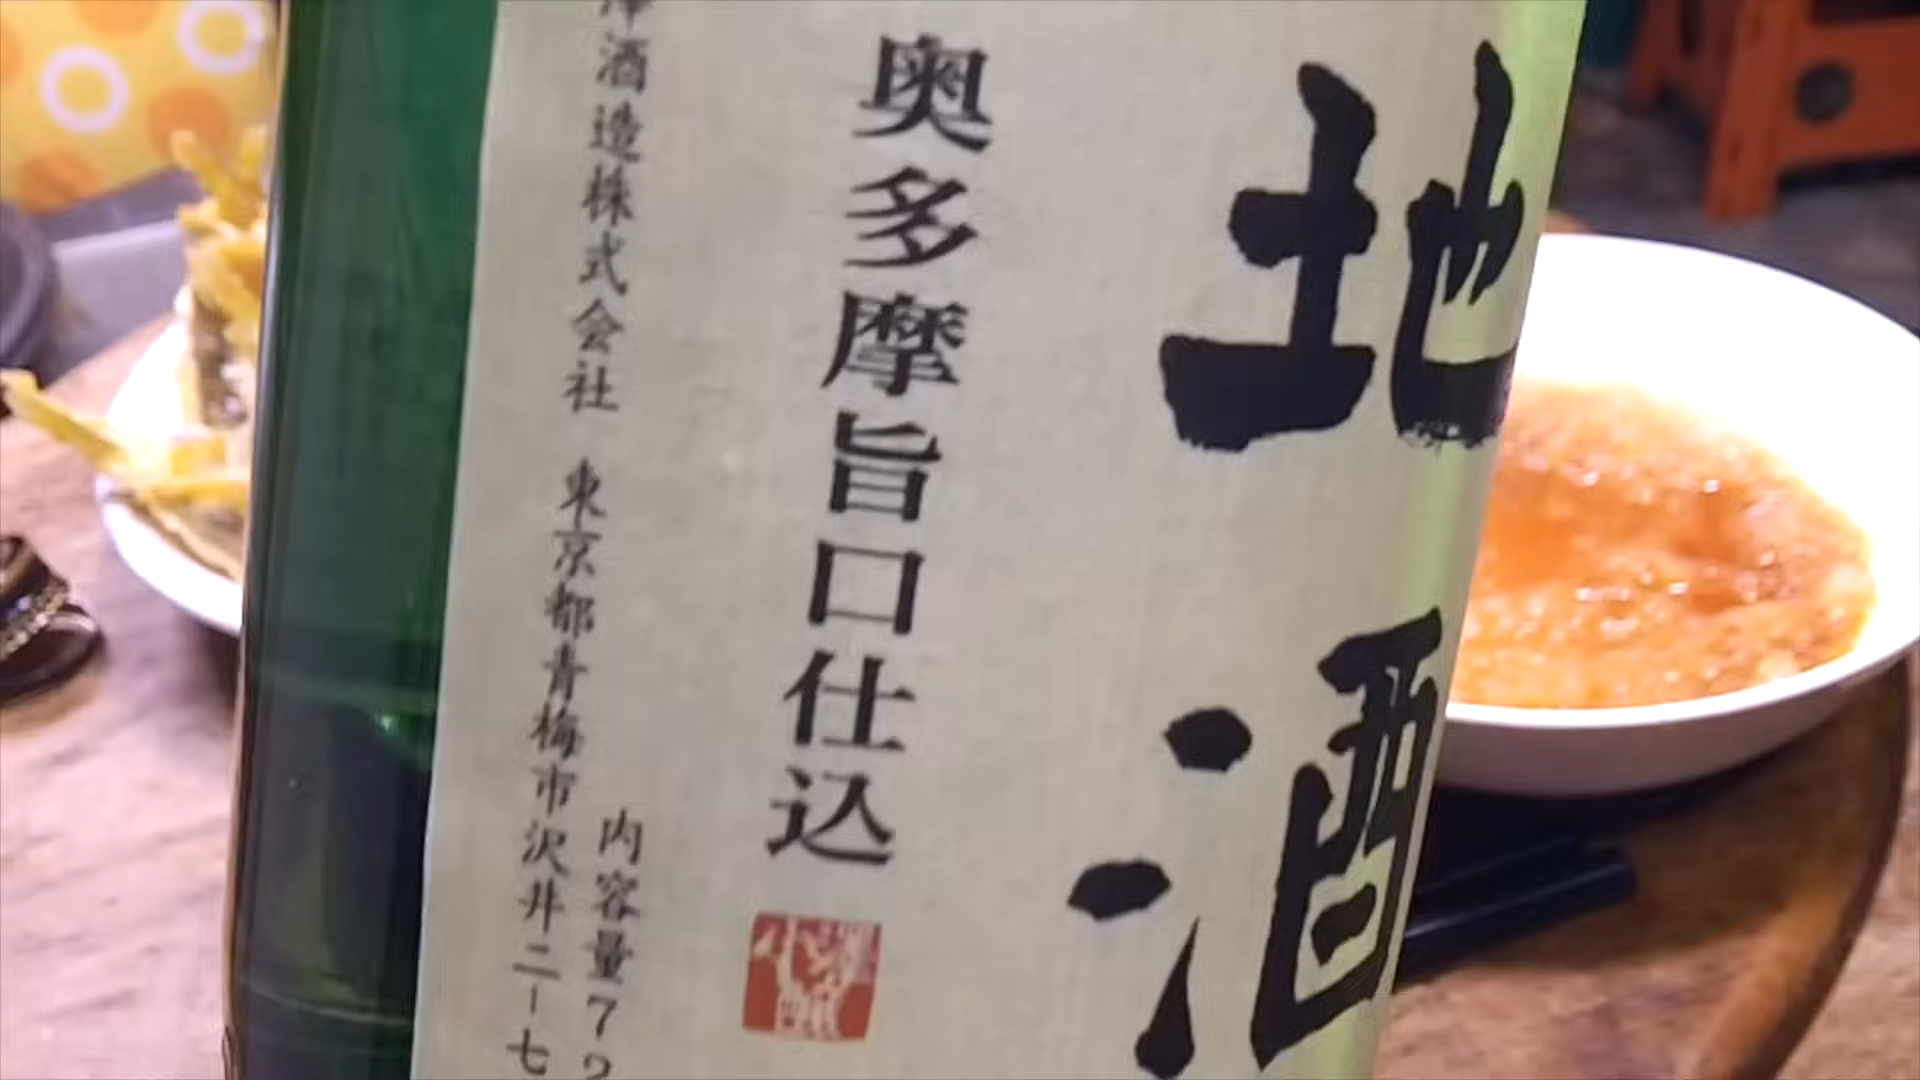 地酒
奥多摩旨口仕込
内容量72
酒造株式会社 東京都青梅市沢井二-七